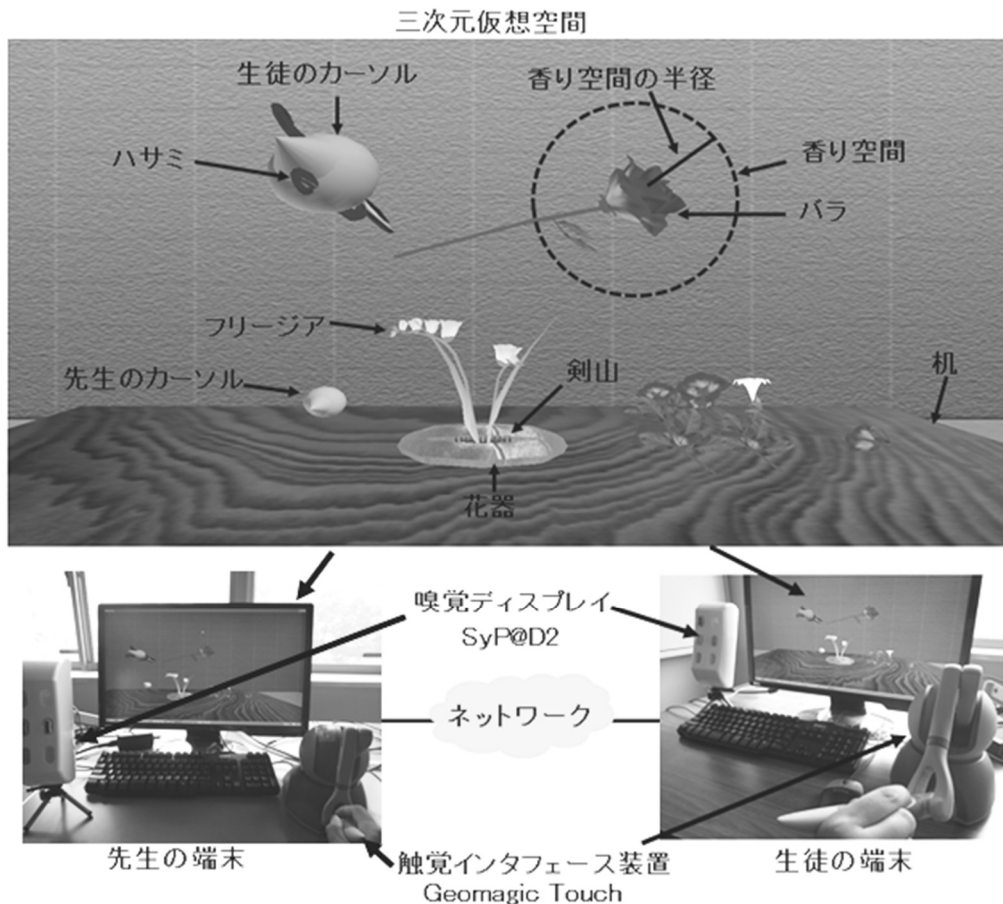 三次元仮想空間
生徒のカーソル
香り空間の半径
ハサミ
香り空間
バラ
フリージア
先生のカーソル
剣山
机
花器
嗅覚ディスプレイ
SyP@D2
ネットワーク
先生の端末
触覚インタフェース装置
Geomagic Touch
生徒の端末